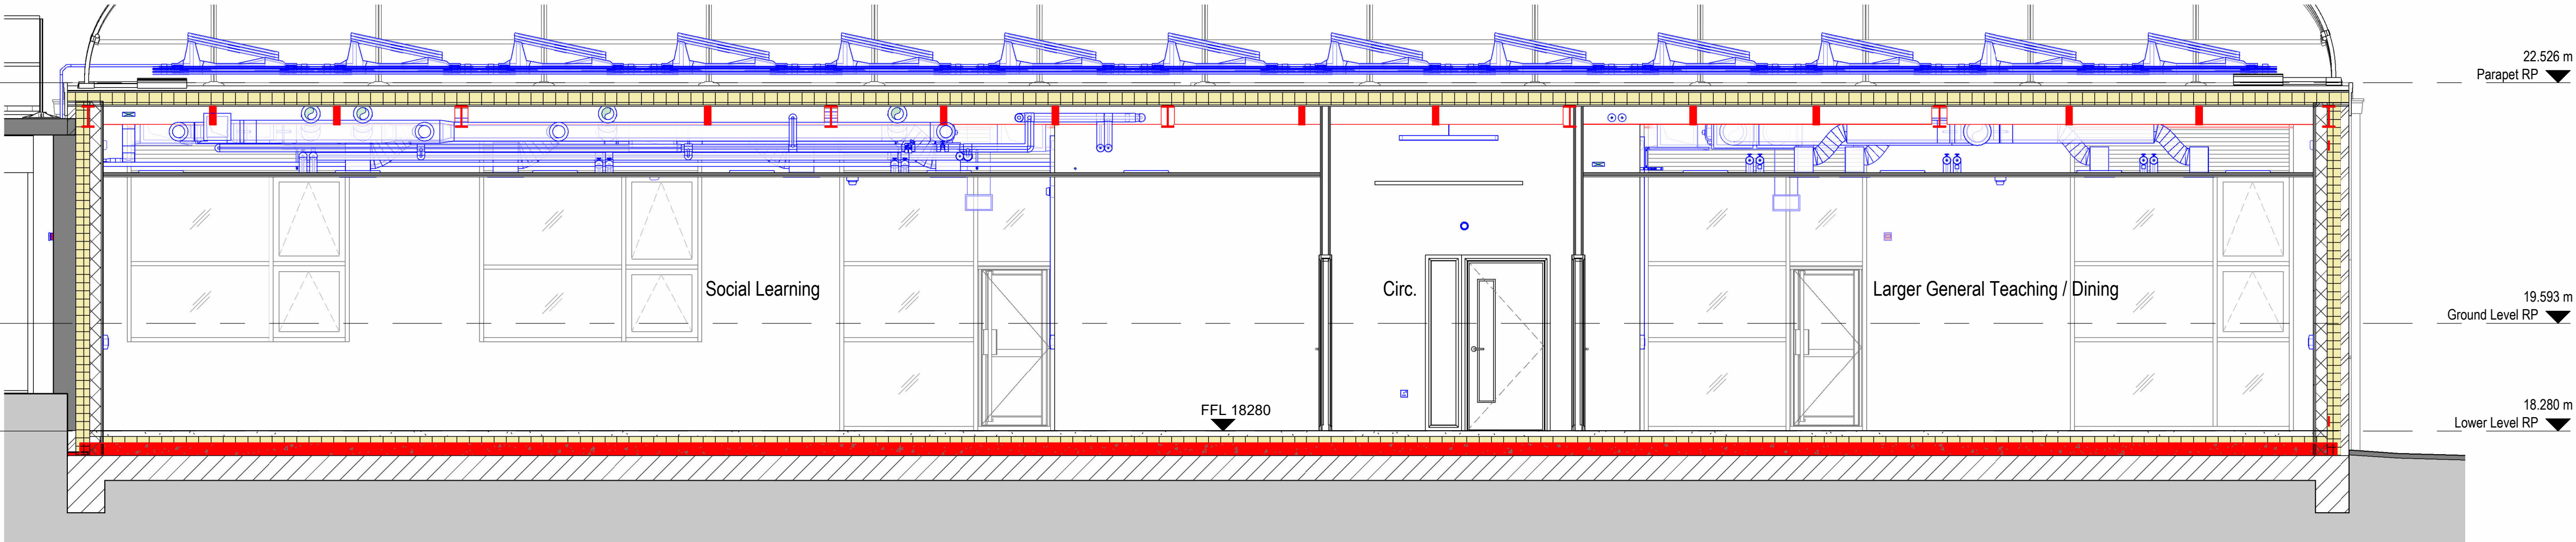 22.526 m
Parapet RP
Social Learning
Circ.
Larger General Teaching / Dining
19.593 m
Ground Level RP
FFL 18280
18.280 m
Lower Level RP